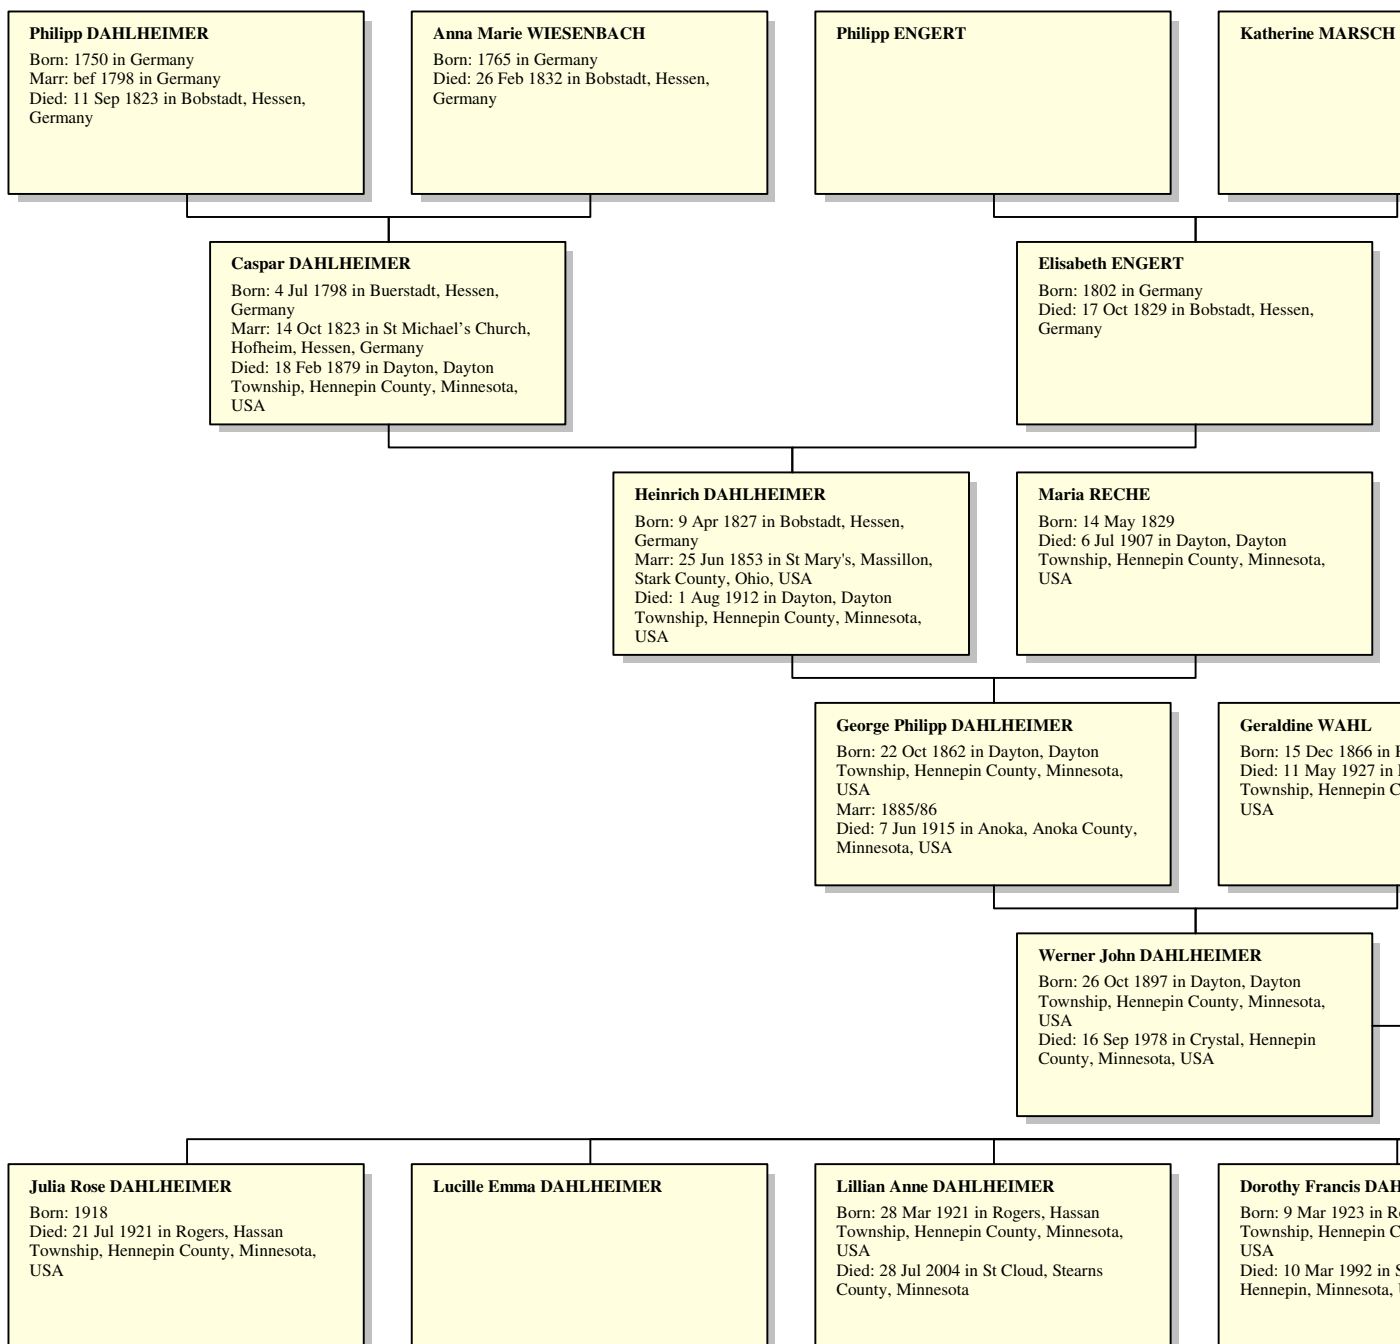 Philipp DAHLHEIMER
Born: 1750 in Germany
Marr: bef 1798 in Germany
Died: 11 Sep 1823 in Bobstadt, Hessen,
Germany
Anna Marie WIESENBACH
Born: 1765 in Germany
Died: 26 Feb 1832 in Bobstadt, Hessen,
Germany
Philipp ENGERT
Katherine MARSCH
Caspar DAHLHEIMER
Born: 4 Jul 1798 in Buerstadt, Hessen,
Germany
Marr: 14 Oct 1823 in St Michael’s Church,
Hofheim, Hessen, Germany
Died: 18 Feb 1879 in Dayton, Dayton
Township, Hennepin County, Minnesota,
USA
Elisabeth ENGERT
Born: 1802 in Germany
Died: 17 Oct 1829 in Bobstadt, Hessen,
Germany
Heinrich DAHLHEIMER
Born: 9 Apr 1827 in Bobstadt, Hessen,
Germany
Marr: 25 Jun 1853 in St Mary's, Massillon,
Stark County, Ohio, USA
Died: 1 Aug 1912 in Dayton, Dayton
Township, Hennepin County, Minnesota,
USA
Maria RECHE
Born: 14 May 1829
Died: 6 Jul 1907 in Dayton, Dayton
Township, Hennepin County, Minnesota,
USA
George Philipp DAHLHEIMER
Born: 22 Oct 1862 in Dayton, Dayton
Township, Hennepin County, Minnesota,
USA
Marr: 1885/86
Died: 7 Jun 1915 in Anoka, Anoka County,
Minnesota, USA
Geraldine WAHL
Born: 15 Dec 1866 in
Died: 11 May 1927 in
Township, Hennepin
USA
Werner John DAHLHEIMER
Born: 26 Oct 1897 in Dayton, Dayton
Township, Hennepin County, Minnesota,
USA
Died: 16 Sep 1978 in Crystal, Hennepin
County, Minnesota, USA
Julia Rose DAHLHEIMER
Born: 1918
Died: 21 Jul 1921 in Rogers, Hassan
Township, Hennepin County, Minnesota,
USA
Lucille Emma DAHLHEIMER
Lillian Anne DAHLHEIMER
Born: 28 Mar 1921 in Rogers, Hassan
Township, Hennepin County, Minnesota,
USA
Died: 28 Jul 2004 in St Cloud, Stearns
County, Minnesota
Dorothy Francis DAH
Born: 9 Mar 1923 in
Township, Hennepin
USA
Died: 10 Mar 1992 in
Hennepin, Minnesota,